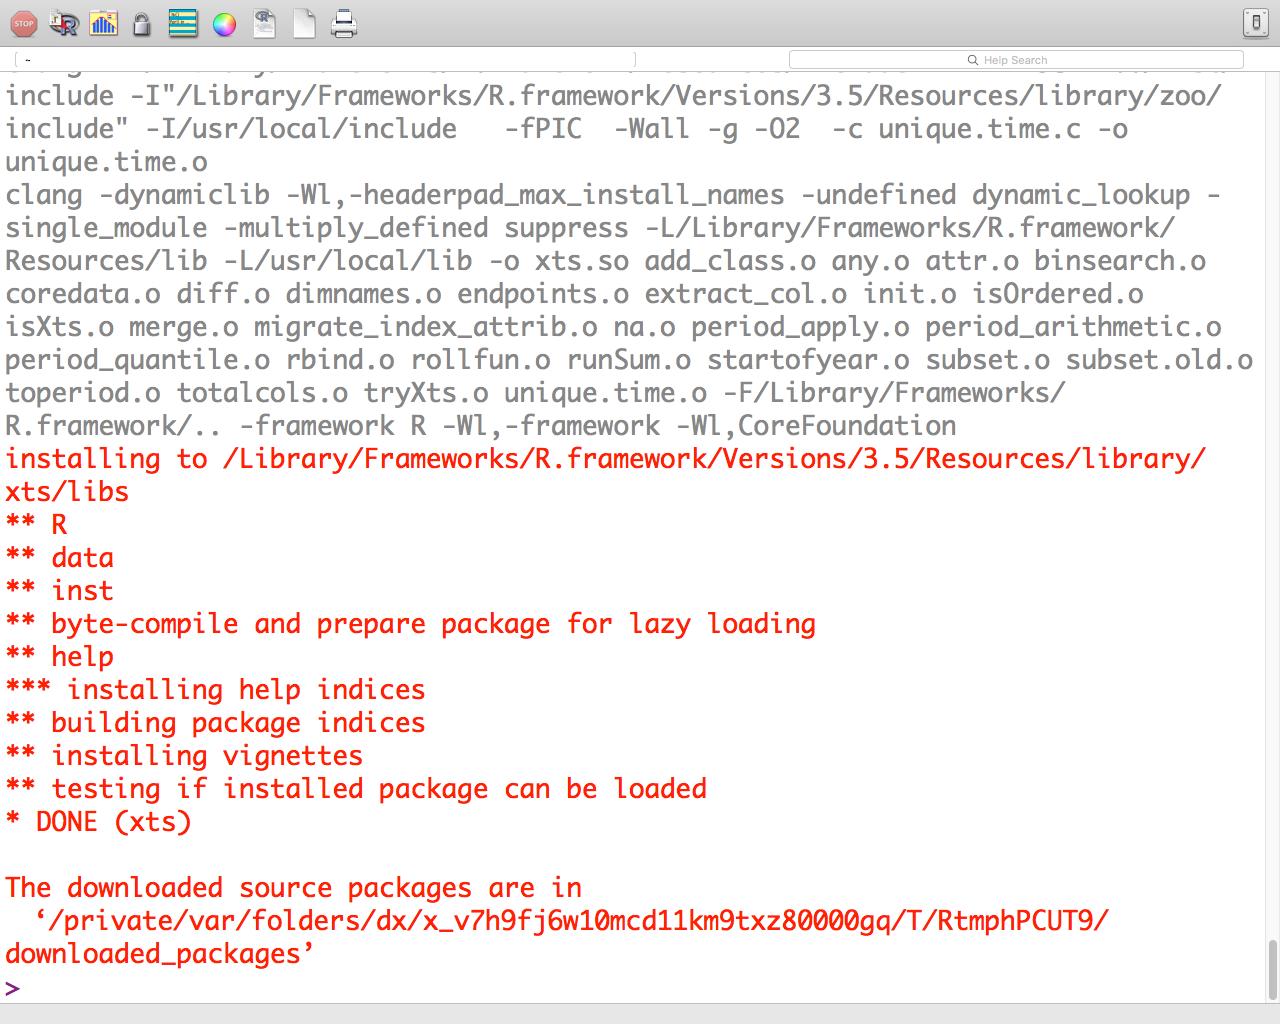 STOP
~
Help Search
include -I"/Library/Frameworks/R.framework/Versions/3.5/Resources/library/zoo/
include" -I/usr/local/include   -fPIC  -Wall -g -O2  -c unique.time.c -o
unique.time.o
clang -dynamiclib -Wl,-headerpad_max_install_names -undefined dynamic_lookup -
single_module -multiply_defined suppress -L/Library/Frameworks/R.framework/
Resources/lib -L/usr/local/lib -o xts.so add_class.o any.o attr.o binsearch.o
coredata.o diff.o dimnames.o endpoints.o extract_col.o init.o isOrdered.o
isXts.o merge.o migrate_index_attrib.o na.o period_apply.o period_arithmetic.o
period_quantile.o rbind.o rollfun.o runSum.o startofyear.o subset.o subset.old.o
toperiod.o totalcols.o tryXts.o unique.time.o -F/Library/Frameworks/
R.framework/.. -framework R -Wl,-framework -Wl,CoreFoundation
installing to /Library/Frameworks/R.framework/Versions/3.5/Resources/library/
xts/libs
** R
** data
** inst
** byte-compile and prepare package for lazy loading
** help
*** installing help indices
** building package indices
** installing vignettes
** testing if installed package can be loaded
* DONE (xts)

The downloaded source packages are in
  ‘/private/var/folders/dx/x_v7h9fj6w10mcd11km9txz80000gq/T/RtmphPCUT9/
downloaded_packages’
>